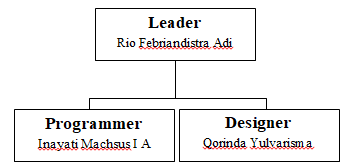 Leader
Rio Febriandistra Adi
Programmer
Inayati Machsus I A
Designer
Qorinda Yulvarisma